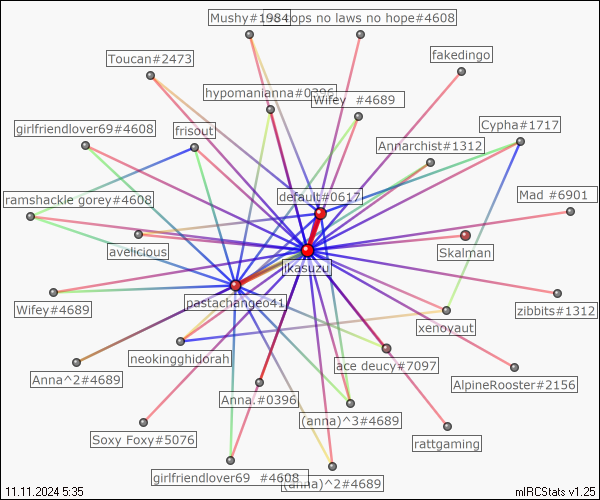 Mushy#1984
ops no laws no hope#4608
fakedingo
Toucan#2473
hypomanianna#0396
Wifey #4689
girlfriendlover69#4608
frisout
Cypha#1717
Annarchist#1312
ramshackle gorey#4608
default#0617
Mad #6901
avelicious
Skalman
ikasuzu
Wifey#4689
pastachangeo41
zibbits#1312
xenoyaut
neokingghidorah
ace deucy#7097
Anna^2#4689
Anna.#0396
AlpineRooster#2156
(anna)^3#4689
Soxy Foxy#5076
rattgaming
girlfriendlover69 #4608
(anna)^2#4689
11.11.2024 5:35
mIRCStats v1.25